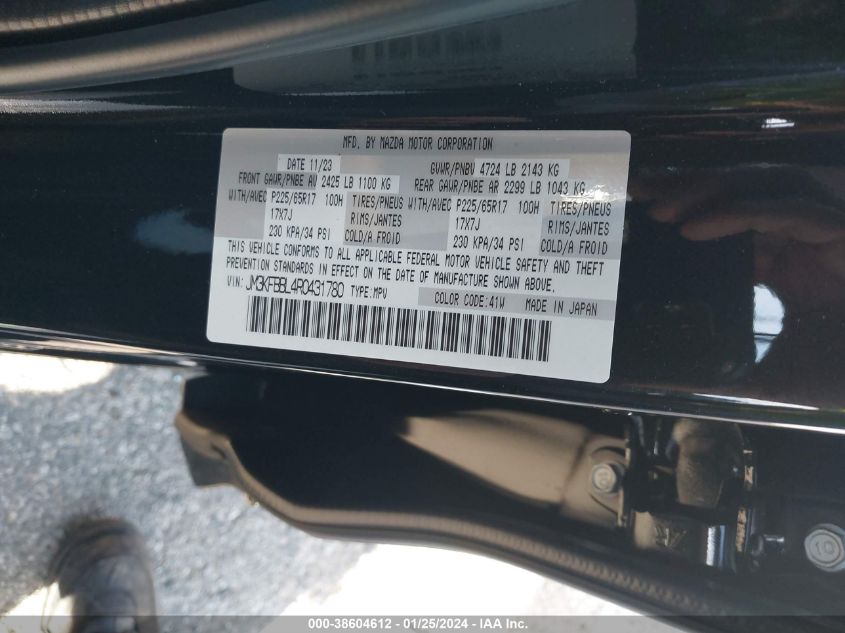 MFD. BY MAZDA MOTOR CORPORATION
DATE 11/23 GVWR/PNBV 4724 LB 2143 KG
FRONT GAWR/PNBE AV 2425 LB 1100 KG REAR GAWR/PNBE AR 2299 LB 1043 KG
WITH/AVEC P225/65R17 100H TIRES/PNEUS WITH/AVEC P225/65R17 100H TIRES/PNEUS
17X7J RIMS/JANTES 17X7J RIMS/JANTES
230 KPA/34 PSI COLD/A FROID 230 KPA/34 PSI COLD/A FROID
THIS VEHICLE CONFORMS TO ALL APPLICABLE FEDERAL MOTOR VEHICLE SAFETY AND THEFT
PREVENTION STANDARDS IN EFFECT ON THE DATE OF MANUFACTURE SHOWN ABOVE.
VIN: JM3KFBBL4R0431780 TYPE:MPV COLOR CODE:41W MADE IN JAPAN
10
000-38604612 - 01/25/2024 - IAA Inc.